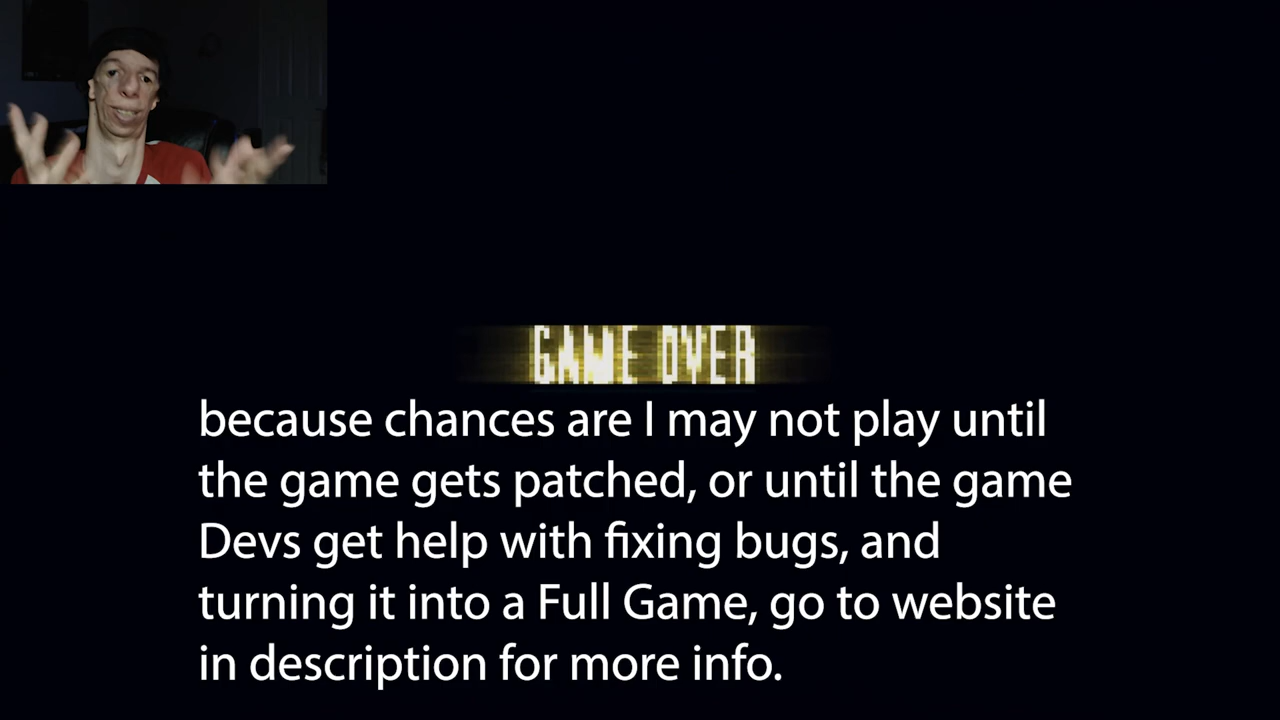 GAME OVER
because chances are I may not play until
the game gets patched, or until the game
Devs get help with fixing bugs, and
turning it into a Full Game, go to website
in description for more info.